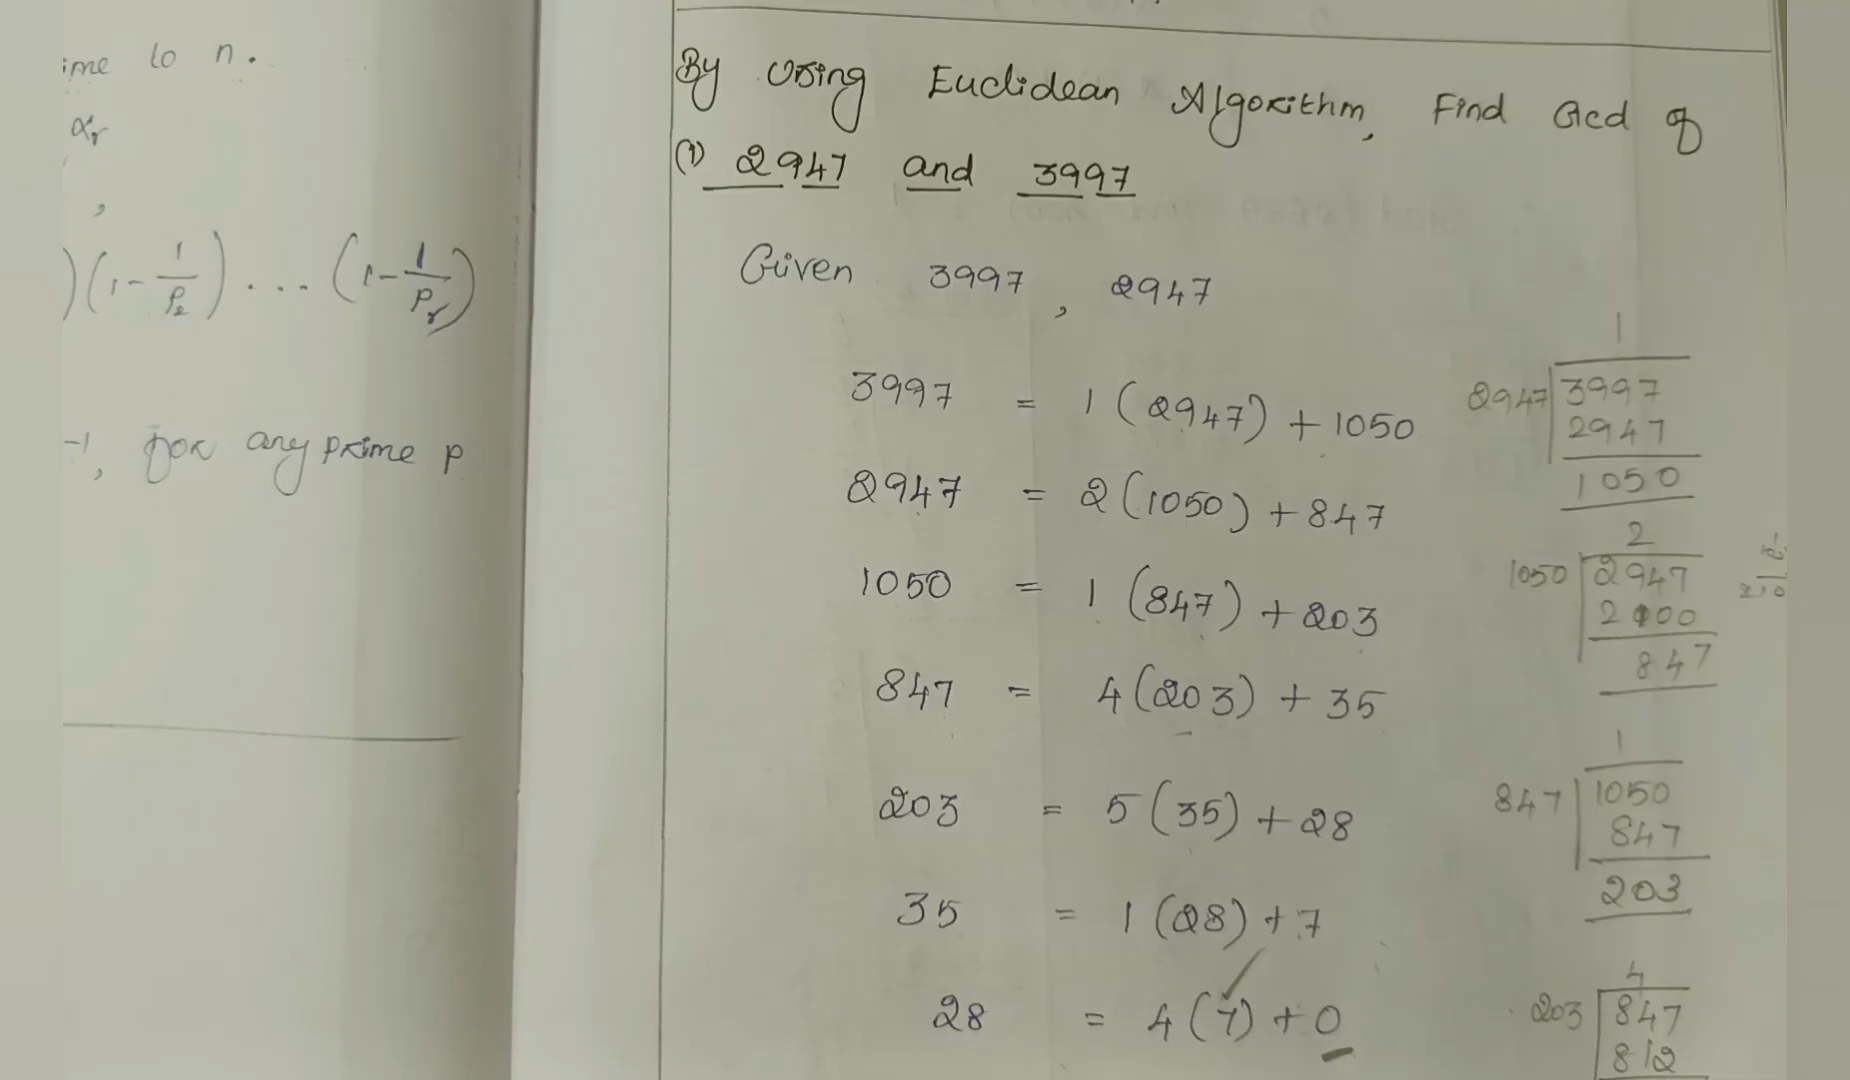 ime to n.
αr
,
)(1-1/P2)...(1-1/Pr)
-1, for any prime p
By Using Euclidean Algorithm, Find Gcd of
(1) 2947 and 3997
Given 3997, 2947
3997 = 1(2947)+1050
2947 = 2(1050)+847
1050 = 1(847)+203
847 = 4(203)+35
203 = 5(35)+28
35 = 1(28)+7
28 = 4(7)+0
1
2947 3997
2947
1050
2
1050 2947
2100
847
1
847 1050
847
203
4
203 847
812